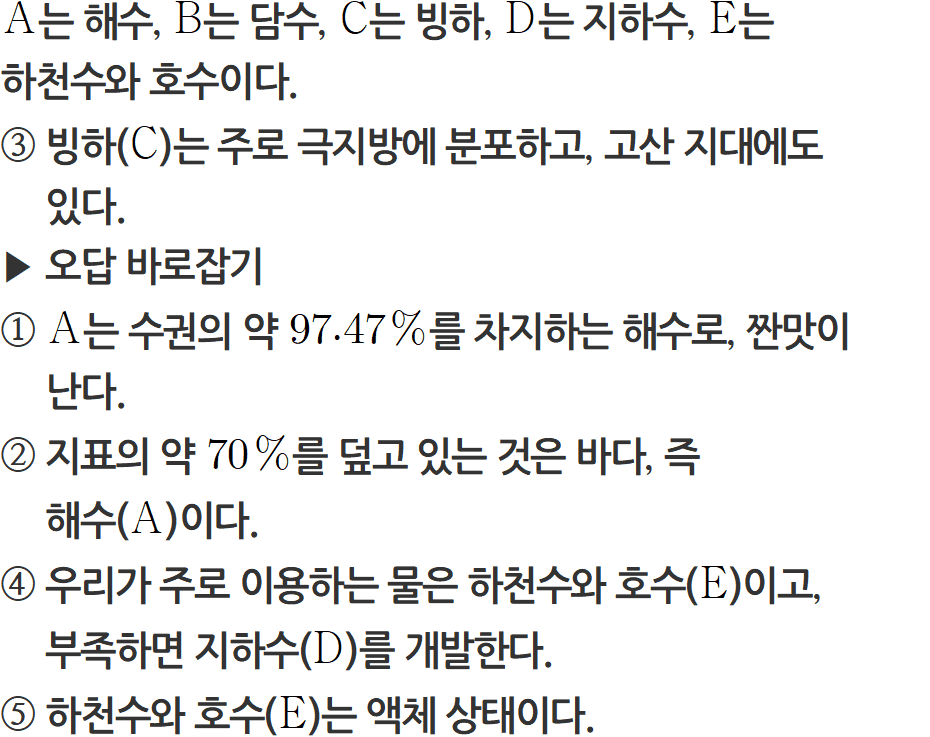 A는 해수, B는 담수, C는 빙하, D는 지하수, E는
하천수와 호수이다.
③ 빙하(C)는 주로 극지방에 분포하고, 고산 지대에도
있다.
▶ 오답 바로잡기
① A는 수권의 약 97.47%를 차지하는 해수로, 짠맛이
난다.
② 지표의 약 70%를 덮고 있는 것은 바다, 즉
해수(A)이다.
④ 우리가 주로 이용하는 물은 하천수와 호수(E)이고,
부족하면 지하수(D)를 개발한다.
⑤ 하천수와 호수(E)는 액체 상태이다.